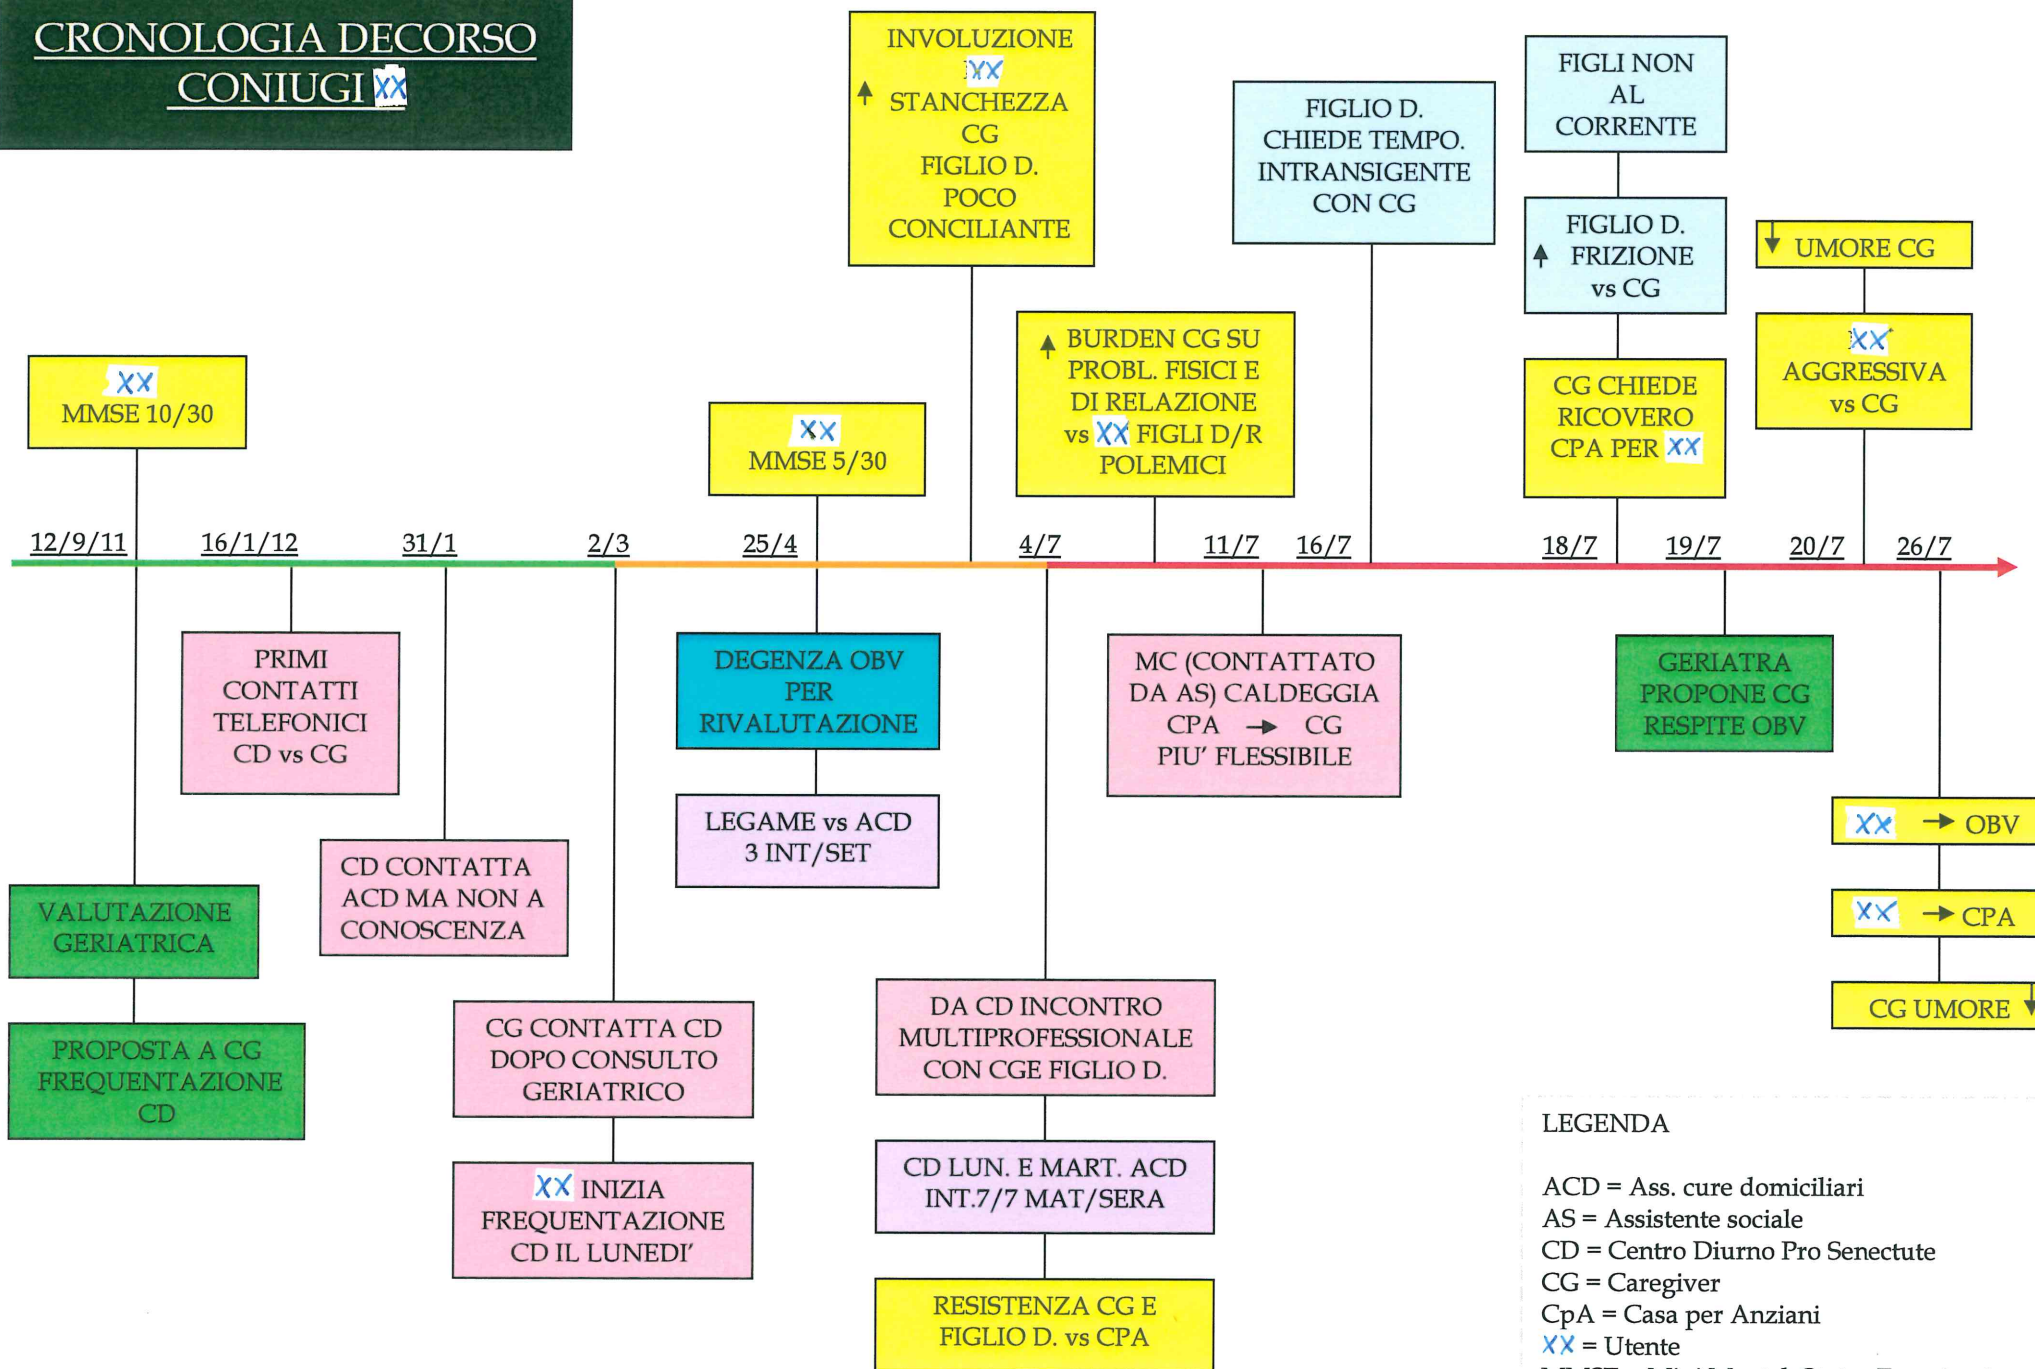 CRONOLOGIA DECORSO
CONIUGI XX
INVOLUZIONE
XX
↑ STANCHEZZA
CG
FIGLIO D.
POCO
CONCILIANTE
FIGLIO D.
CHIEDE TEMPO.
INTRANSIGENTE
CON CG
FIGLI NON
AL
CORRENTE
FIGLIO D.
↑ FRIZIONE
vs CG
↓ UMORE CG
XX
MMSE 10/30
XX
MMSE 5/30
↑ BURDEN CG SU
PROBL. FISICI E
DI RELAZIONE
vs XX FIGLI D/R
POLEMICI
CG CHIEDE
RICOVERO
CPA PER XX
XX
AGGRESSIVA
vs CG
12/9/11 16/1/12 31/1 2/3 25/4 4/7 11/7 16/7 18/7 19/7 20/7 26/7
VALUTAZIONE
GERIATRICA
PROPOSTA A CG
FREQUENTAZIONE
CD
PRIMI
CONTATTI
TELEFONICI
CD vs CG
CD CONTATTA
ACD MA NON A
CONOSCENZA
CG CONTATTA CD
DOPO CONSULTO
GERIATRICO
XX INIZIA
FREQUENTAZIONE
CD IL LUNEDI’
DEGENZA OBV
PER
RIVALUTAZIONE
LEGAME vs ACD
3 INT/SET
DA CD INCONTRO
MULTIPROFESSIONALE
CON CGE FIGLIO D.
CD LUN. E MART. ACD
INT.7/7 MAT/SERA
RESISTENZA CG E
FIGLIO D. vs CPA
MC (CONTATTATO
DA AS) CALDEGGIA
CPA → CG
PIU’ FLESSIBILE
GERIATRA
PROPONE CG
RESPITE OBV
XX → OBV
XX → CPA
CG UMORE ↓
LEGENDA
ACD = Ass. cure domiciliari
AS = Assistente sociale
CD = Centro Diurno Pro Senectute
CG = Caregiver
CpA = Casa per Anziani
XX = Utente